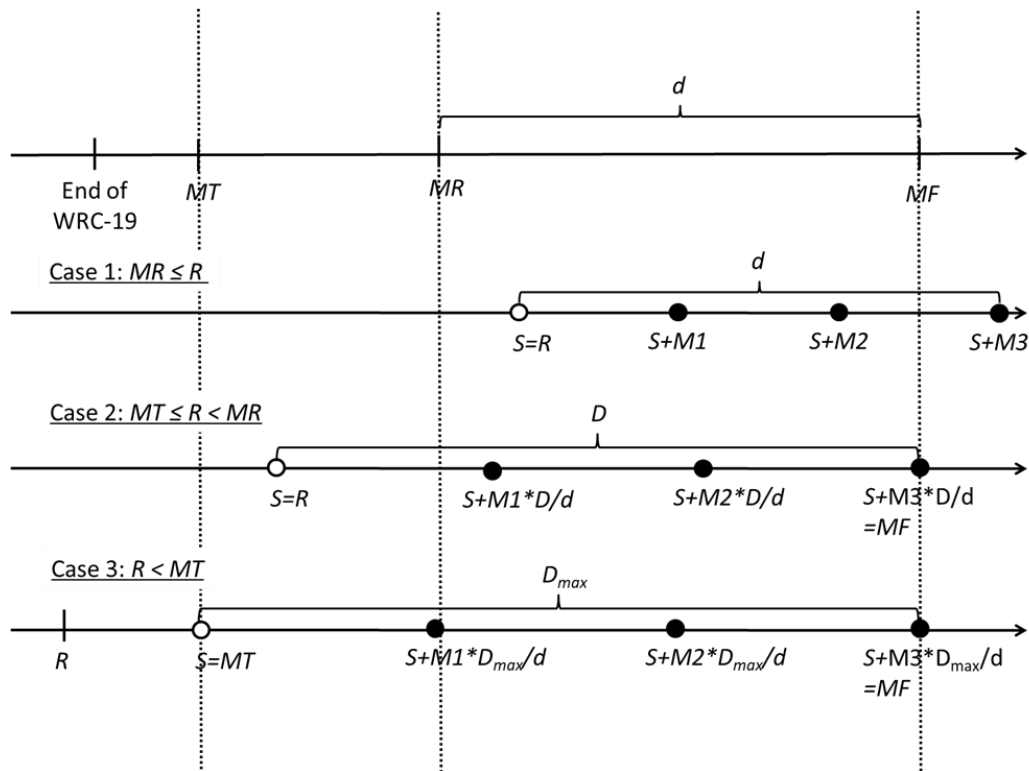 d
End of
WRC-19
MT
MR
MF
Case 1: MR ≤ R
d
S=R
S+M1
S+M2
S+M3
Case 2: MT ≤ R < MR
D
S=R
S+M1*D/d
S+M2*D/d
S+M3*D/d
=MF
Case 3: R < MT
Dmax
R
S=MT
S+M1*Dmax/d
S+M2*Dmax/d
S+M3*Dmax/d
=MF